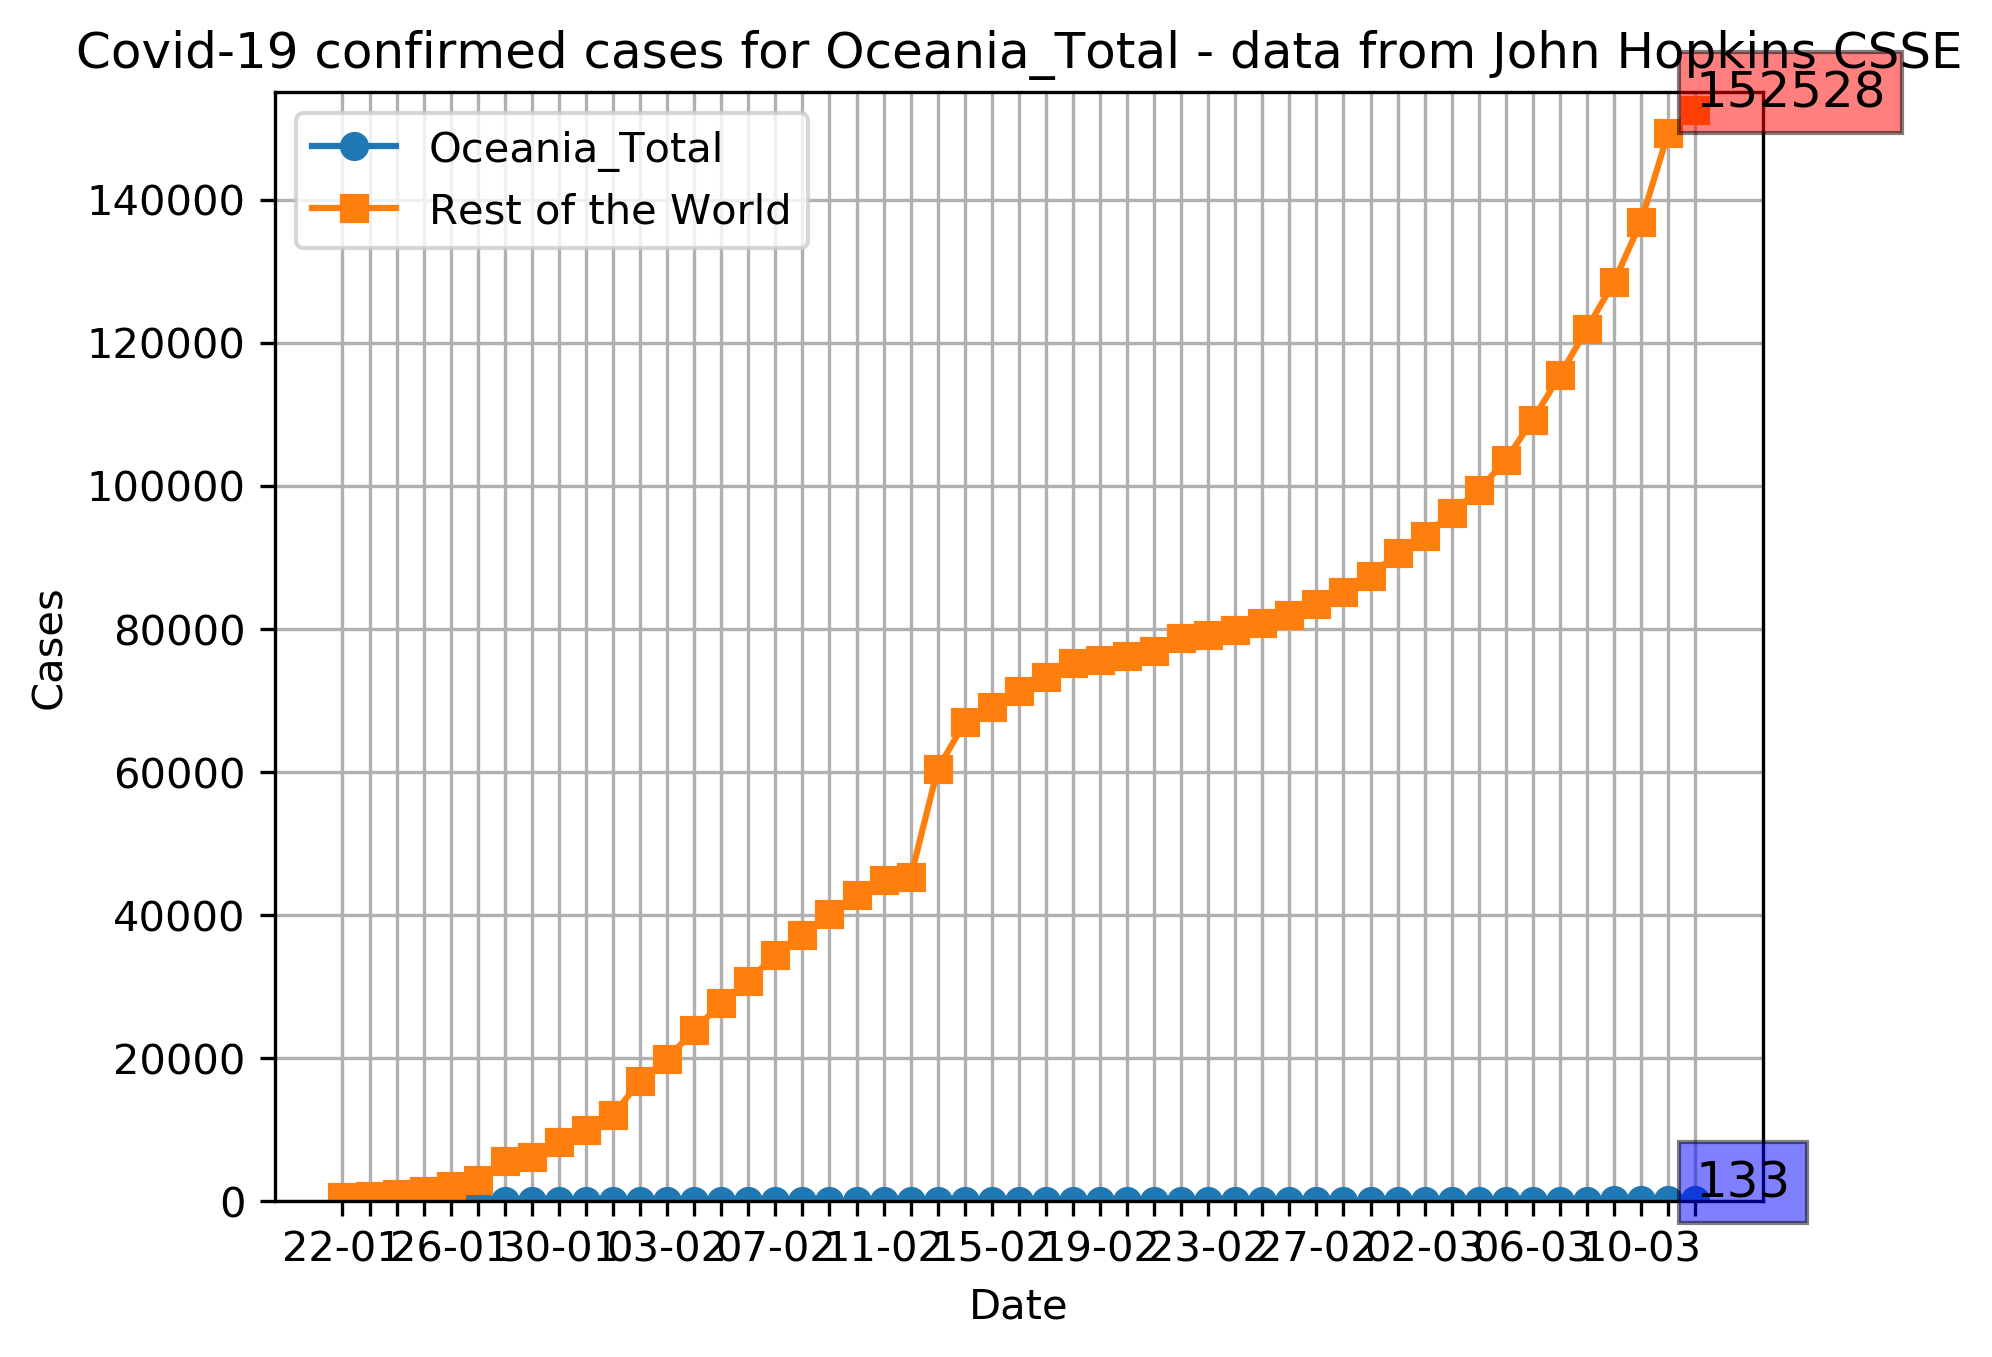 Covid-19 confirmed cases for Oceania_Total - data from John Hopkins CSSE
152528
Oceania_Total
Rest of the World
140000
120000
100000
80000
60000
40000
20000
0
Cases
133
22-01 26-01 30-01 03-02 07-02 11-02 15-02 19-02 23-02 27-02 02-03 06-03 10-03
Date